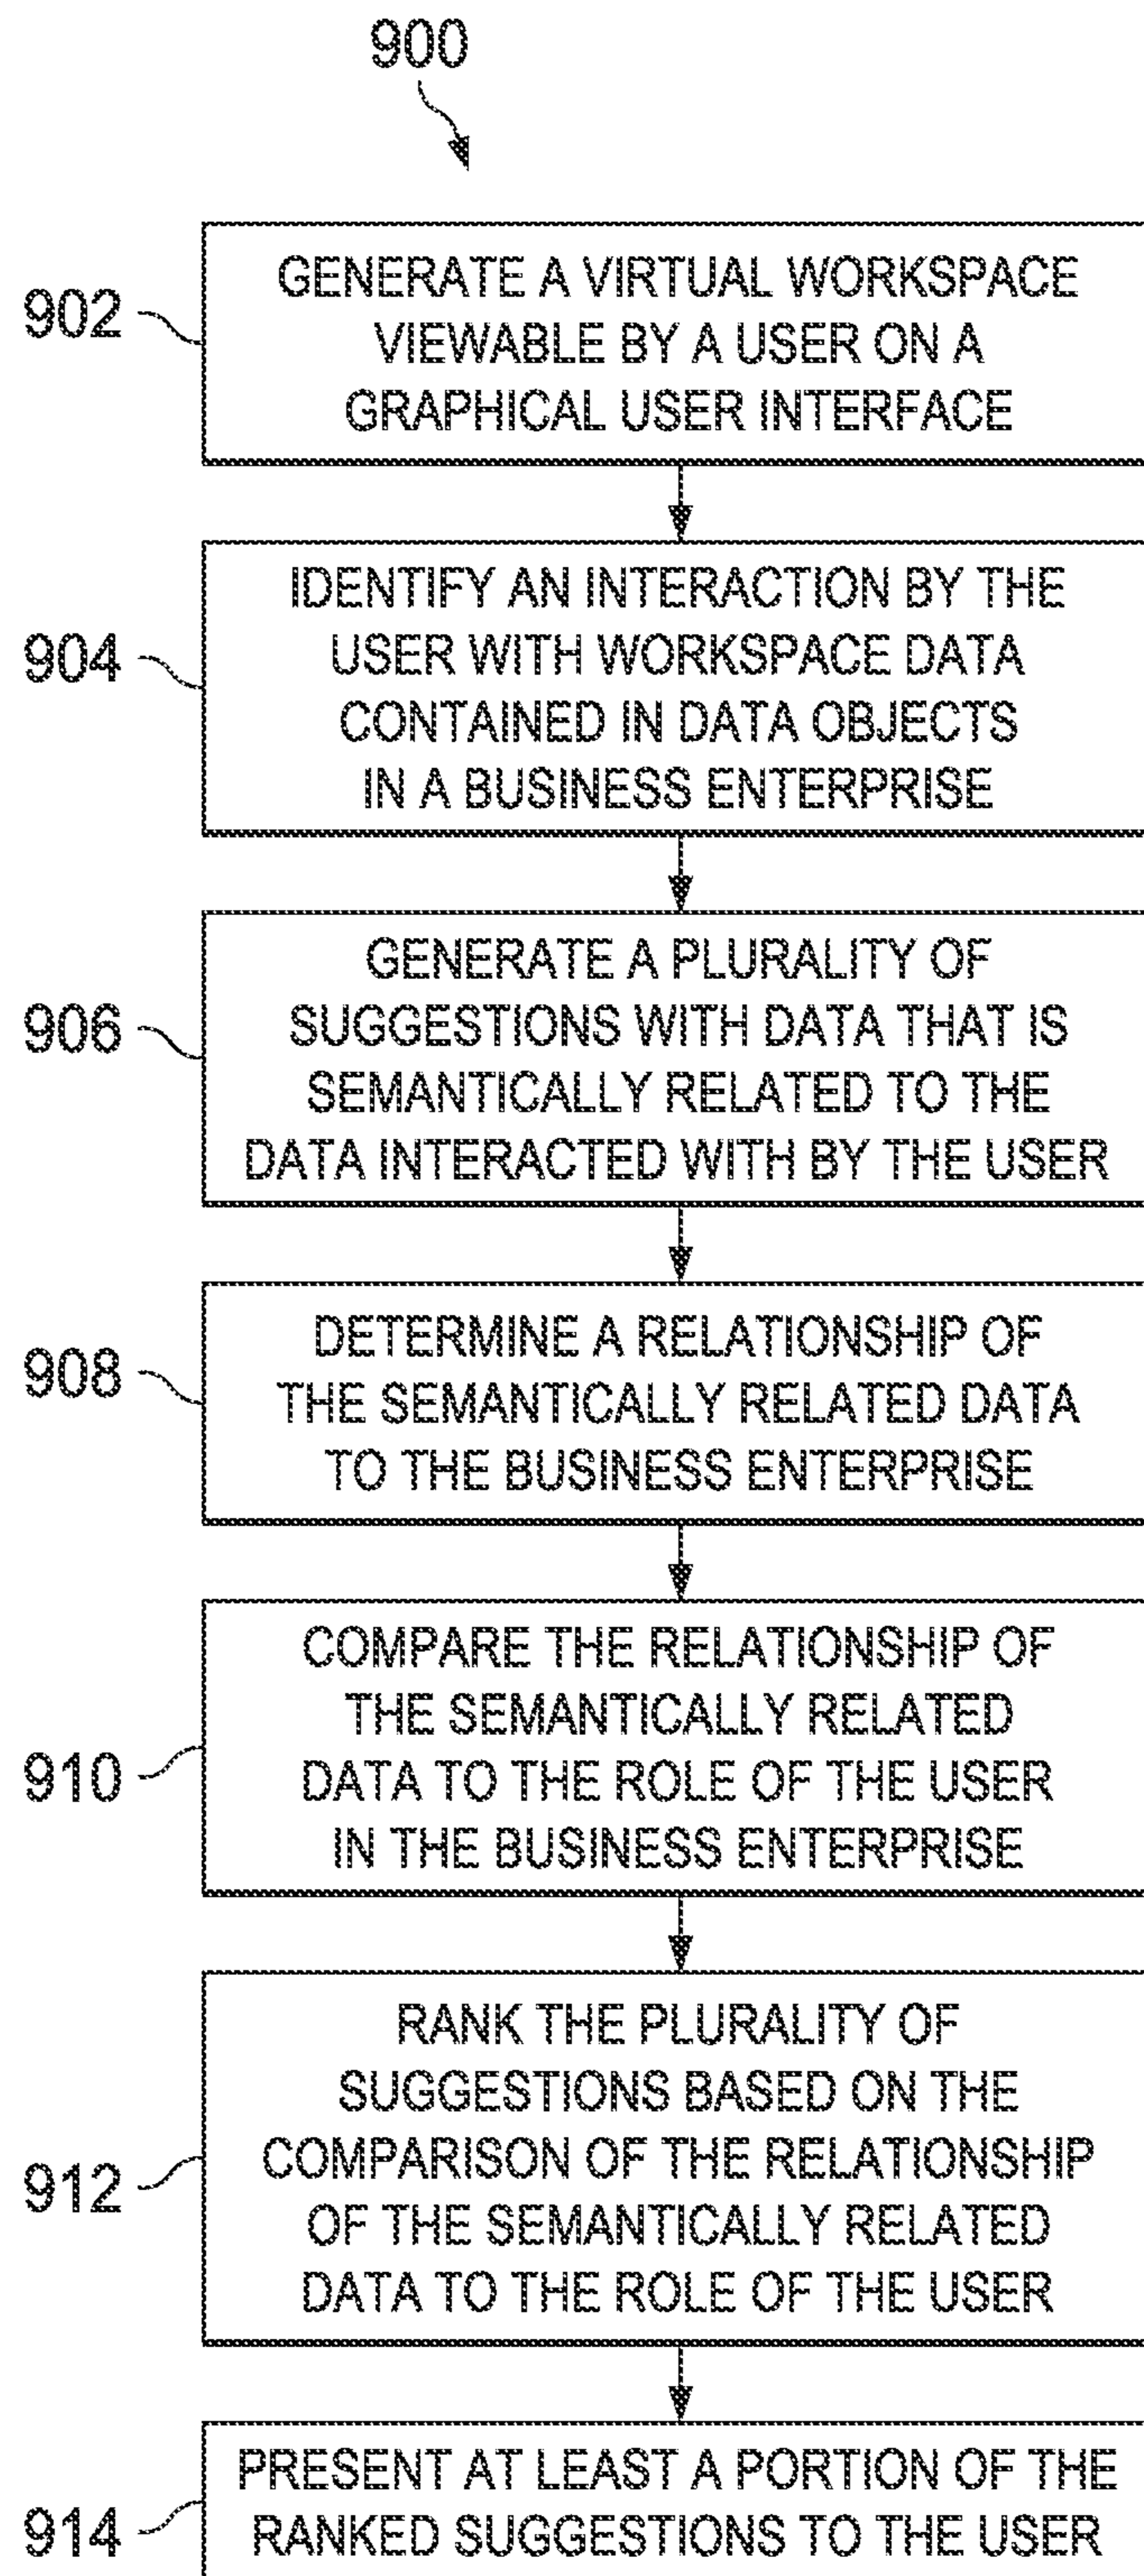 900
902
GENERATE A VIRTUAL WORKSPACE
VIEWABLE BY A USER ON A
GRAPHICAL USER INTERFACE
904
IDENTIFY AN INTERACTION BY THE
USER WITH WORKSPACE DATA
CONTAINED IN DATA OBJECTS
IN A BUSINESS ENTERPRISE
906
GENERATE A PLURALITY OF
SUGGESTIONS WITH DATA THAT IS
SEMANTICALLY RELATED TO THE
DATA INTERACTED WITH BY THE USER
908
DETERMINE A RELATIONSHIP OF
THE SEMANTICALLY RELATED DATA
TO THE BUSINESS ENTERPRISE
910
COMPARE THE RELATIONSHIP OF
THE SEMANTICALLY RELATED
DATA TO THE ROLE OF THE USER
IN THE BUSINESS ENTERPRISE
912
RANK THE PLURALITY OF
SUGGESTIONS BASED ON THE
COMPARISON OF THE RELATIONSHIP
OF THE SEMANTICALLY RELATED
DATA TO THE ROLE OF THE USER
914
PRESENT AT LEAST A PORTION OF THE
RANKED SUGGESTIONS TO THE USER